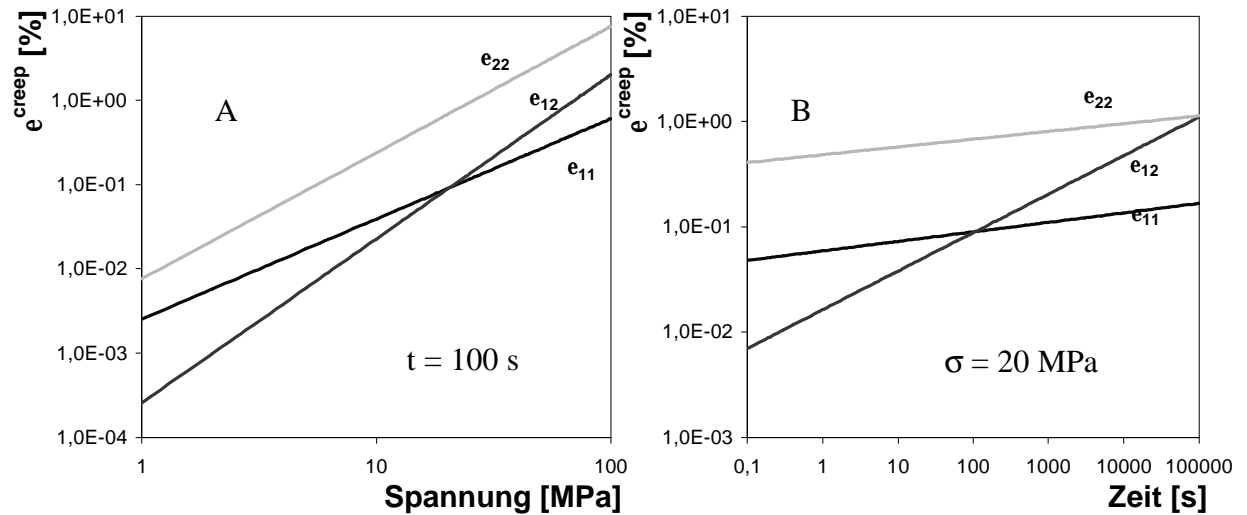 e^creep [%]
1,0E+01
1,0E+00
1,0E-01
1,0E-02
1,0E-03
1,0E-04
A
e₂₂
e₁₂
e₁₁
t = 100 s
1 10 100
Spannung [MPa]
e^creep [%]
1,0E+01
1,0E+00
1,0E-01
1,0E-02
1,0E-03
B
e₂₂
e₁₂
e₁₁
σ = 20 MPa
0,1 1 10 100 1000 10000 100000
Zeit [s]